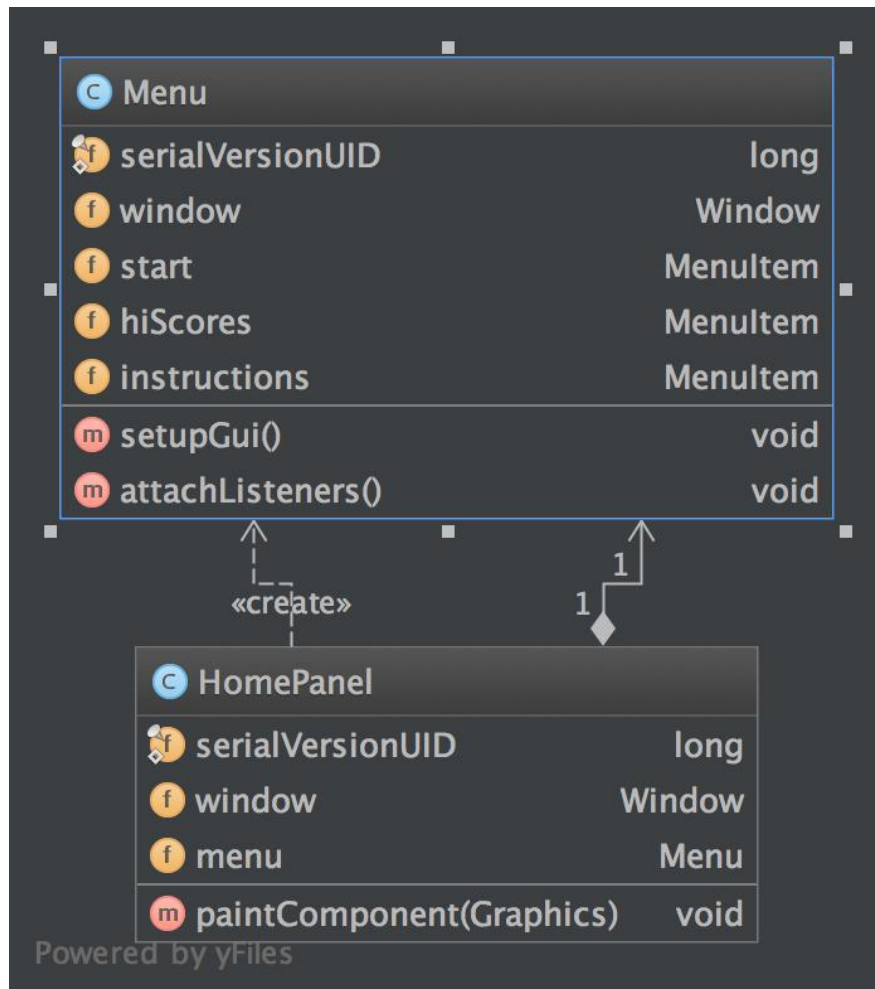 C Menu
f serialVersionUID long
f window Window
f start MenuItem
f hiScores MenuItem
f instructions MenuItem
m setupGui() void
m attachListeners() void
1
«create» 1
C HomePanel
f serialVersionUID long
f window Window
f menu Menu
m paintComponent(Graphics) void
Powered by yFiles